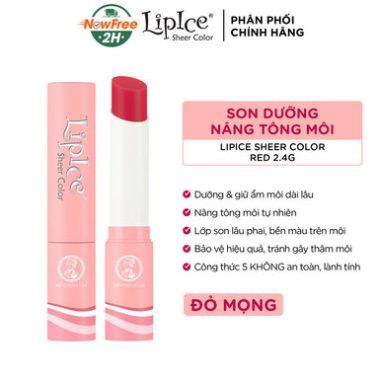 NowFree
2H
LipIce®
Sheer Color
PHÂN PHỐI
CHÍNH HÃNG
LipIce®
Sheer Color
SON DƯỠNG
NÂNG TÔNG MÔI
LIPICE SHEER COLOR
RED 2.4G
Dưỡng & giữ ẩm môi dài lâu
Nâng tông môi tự nhiên
Lớp son lâu phai, bền màu trên môi
Bảo vệ hiệu quả, tránh gây thâm môi
Công thức 5 KHÔNG an toàn, lành tính
ĐỎ MỌNG